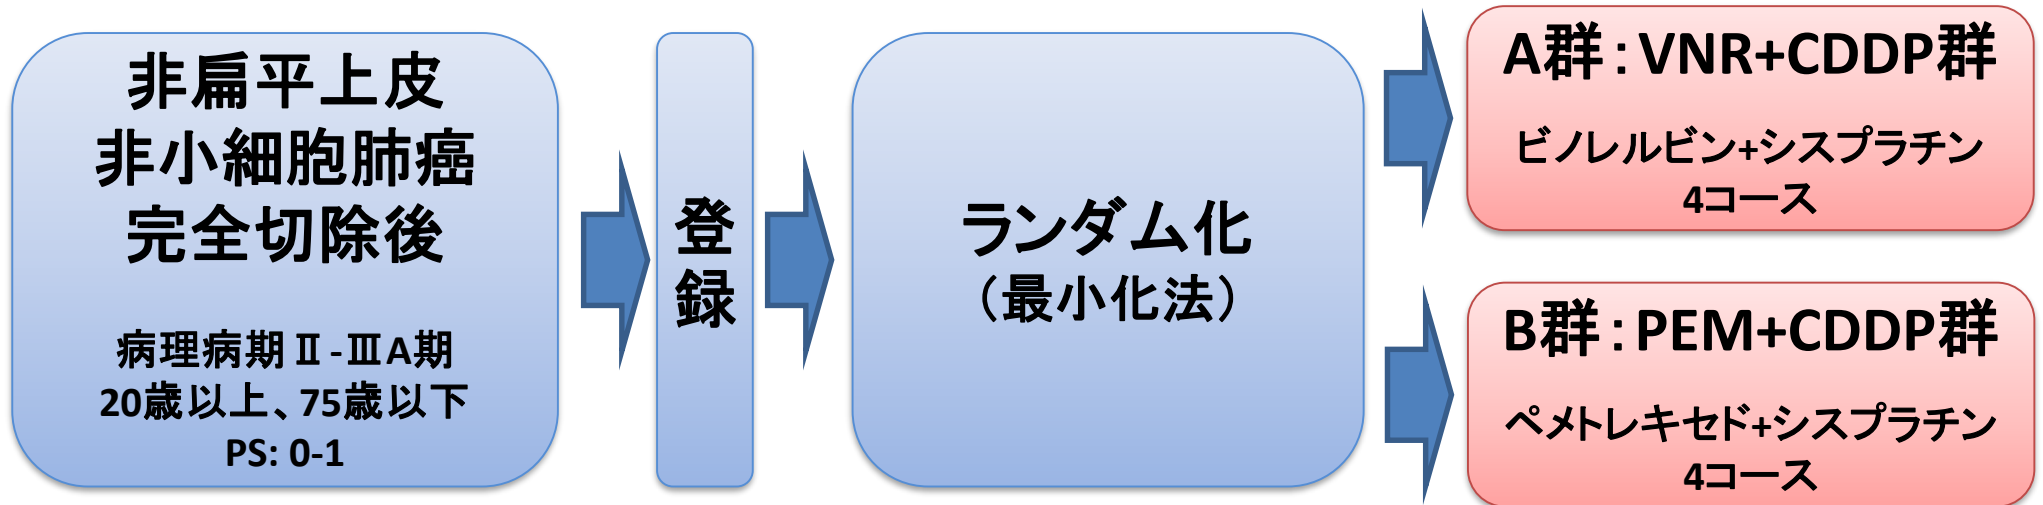 非扁平上皮
非小細胞肺癌
完全切除後
病理病期Ⅱ-ⅢA期
20歳以上、75歳以下
PS: 0-1
登
録
ランダム化
（最小化法）
A群：VNR+CDDP群
ビノレルビン+シスプラチン
4コース
B群：PEM+CDDP群
ペメトレキセド+シスプラチン
4コース